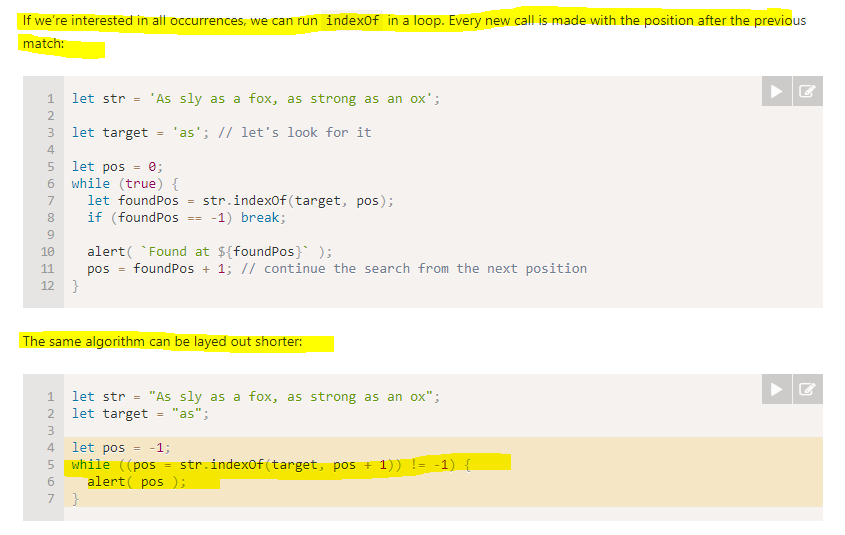 If we're interested in all occurrences, we can run indexOf in a loop. Every new call is made with the position after the previous
match:
1 let str = 'As sly as a fox, as strong as an ox';
2
3 let target = 'as'; // let's look for it
4
5 let pos = 0;
6 while (true) {
7   let foundPos = str.indexOf(target, pos);
8   if (foundPos == -1) break;
9
10   alert( `Found at ${foundPos}` );
11   pos = foundPos + 1; // continue the search from the next position
12 }
The same algorithm can be layed out shorter:
1 let str = "As sly as a fox, as strong as an ox";
2 let target = "as";
3
4 let pos = -1;
5 while ((pos = str.indexOf(target, pos + 1)) != -1) {
6   alert( pos );
7 }